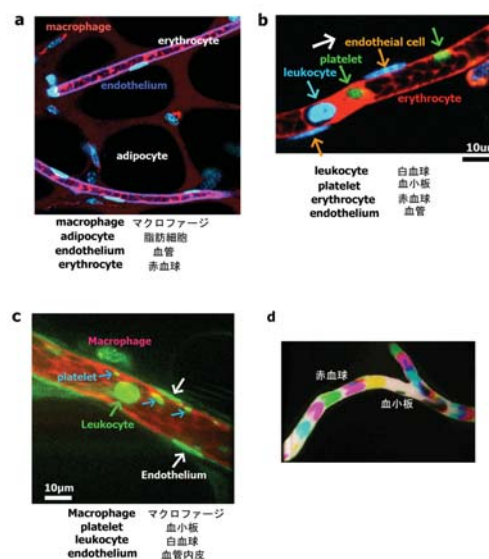 a
macrophage
erythrocyte
endothelium
adipocyte
macrophage マクロファージ
adipocyte 脂肪細胞
endothelium 血管
erythrocyte 赤血球
b
endotheial cell
platelet
leukocyte
platelet
erythrocyte
10um
leukocyte 白血球
platelet 血小板
erythrocyte 赤血球
endothelium 血管
c
Macrophage
platelet
Leukocyte
Endothelium
10μm
Macrophage マクロファージ
platelet 血小板
leukocyte 白血球
endothelium 血管内皮
d
赤血球
血小板